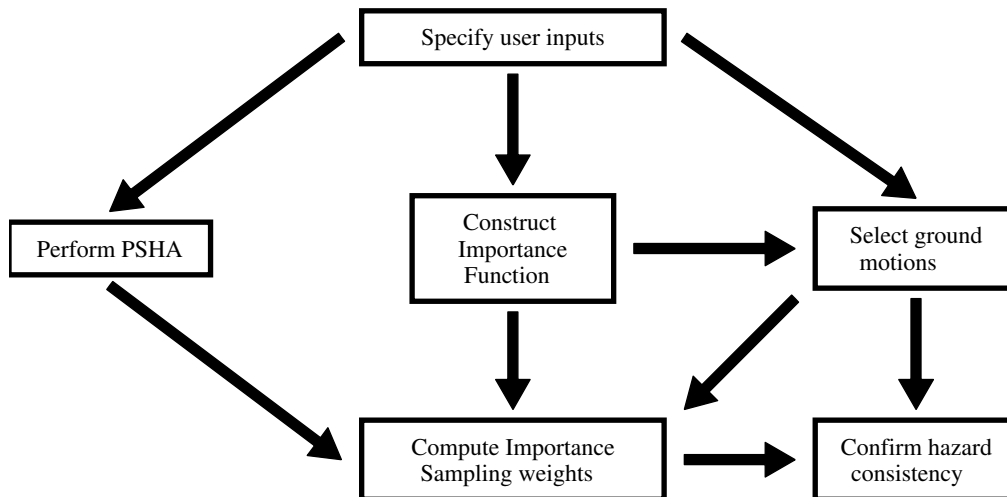 Specify user inputs
Perform PSHA
Construct
Importance
Function
Select ground
motions
Compute Importance
Sampling weights
Confirm hazard
consistency